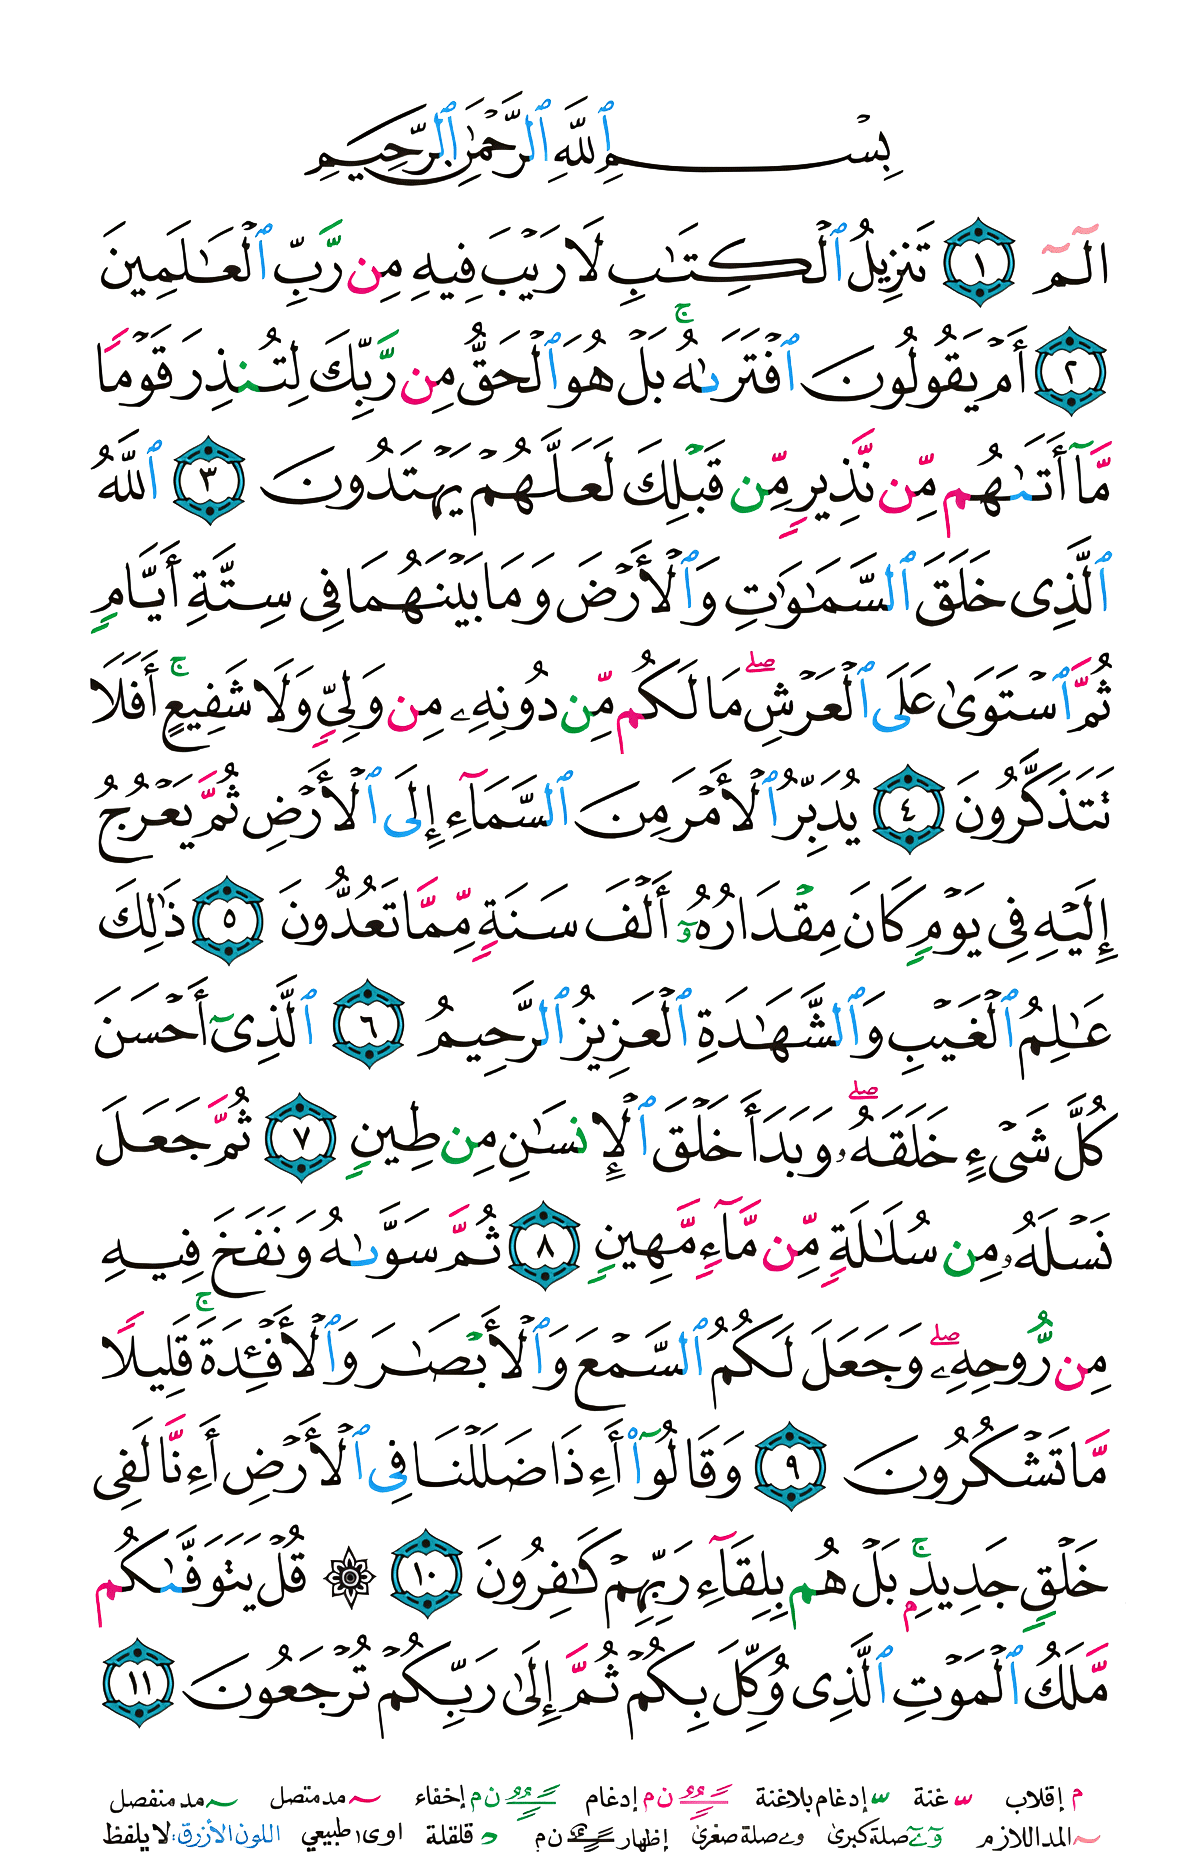 بِسْمِ ٱللَّهِ ٱلرَّحْمَٰنِ ٱلرَّحِيمِ
الٓمٓ ١ تَنزِيلُ ٱلْكِتَٰبِ لَا رَيْبَ فِيهِ مِن رَّبِّ ٱلْعَٰلَمِينَ
٢ أَمْ يَقُولُونَ ٱفْتَرَىٰهُ ۚ بَلْ هُوَ ٱلْحَقُّ مِن رَّبِّكَ لِتُنذِرَ قَوْمًا
مَّآ أَتَىٰهُم مِّن نَّذِيرٍ مِّن قَبْلِكَ لَعَلَّهُمْ يَهْتَدُونَ ٣ ٱللَّهُ
ٱلَّذِى خَلَقَ ٱلسَّمَٰوَٰتِ وَٱلْأَرْضَ وَمَا بَيْنَهُمَا فِى سِتَّةِ أَيَّامٍ
ثُمَّ ٱسْتَوَىٰ عَلَى ٱلْعَرْشِ ۖ مَا لَكُم مِّن دُونِهِۦ مِن وَلِىٍّ وَلَا شَفِيعٍ ۚ أَفَلَا
تَتَذَكَّرُونَ ٤ يُدَبِّرُ ٱلْأَمْرَ مِنَ ٱلسَّمَآءِ إِلَى ٱلْأَرْضِ ثُمَّ يَعْرُجُ
إِلَيْهِ فِى يَوْمٍ كَانَ مِقْدَارُهُۥٓ أَلْفَ سَنَةٍ مِّمَّا تَعُدُّونَ ٥ ذَٰلِكَ
عَٰلِمُ ٱلْغَيْبِ وَٱلشَّهَٰدَةِ ٱلْعَزِيزُ ٱلرَّحِيمُ ٦ ٱلَّذِىٓ أَحْسَنَ
كُلَّ شَىْءٍ خَلَقَهُۥ ۖ وَبَدَأَ خَلْقَ ٱلْإِنسَٰنِ مِن طِينٍ ٧ ثُمَّ جَعَلَ
نَسْلَهُۥ مِن سُلَٰلَةٍ مِّن مَّآءٍ مَّهِينٍ ٨ ثُمَّ سَوَّىٰهُ وَنَفَخَ فِيهِ
مِن رُّوحِهِۦ ۖ وَجَعَلَ لَكُمُ ٱلسَّمْعَ وَٱلْأَبْصَٰرَ وَٱلْأَفْـِٔدَةَ ۚ قَلِيلًا
مَّا تَشْكُرُونَ ٩ وَقَالُوٓا۟ أَءِذَا ضَلَلْنَا فِى ٱلْأَرْضِ أَءِنَّا لَفِى
خَلْقٍ جَدِيدٍۭ ۚ بَلْ هُم بِلِقَآءِ رَبِّهِمْ كَٰفِرُونَ ١٠ ۞ قُلْ يَتَوَفَّىٰكُم
مَّلَكُ ٱلْمَوْتِ ٱلَّذِى وُكِّلَ بِكُمْ ثُمَّ إِلَىٰ رَبِّكُمْ تُرْجَعُونَ ١١
م إقلاب غنة إدغام بلاغنة ن م إدغام ن م إخفاء مد متصل مد منفصل
المد اللازم صلة كبرى وے صلة صغرى إظهار ن م قلقلة اوى طبيعي اللون الأزرق: لا يلفظ